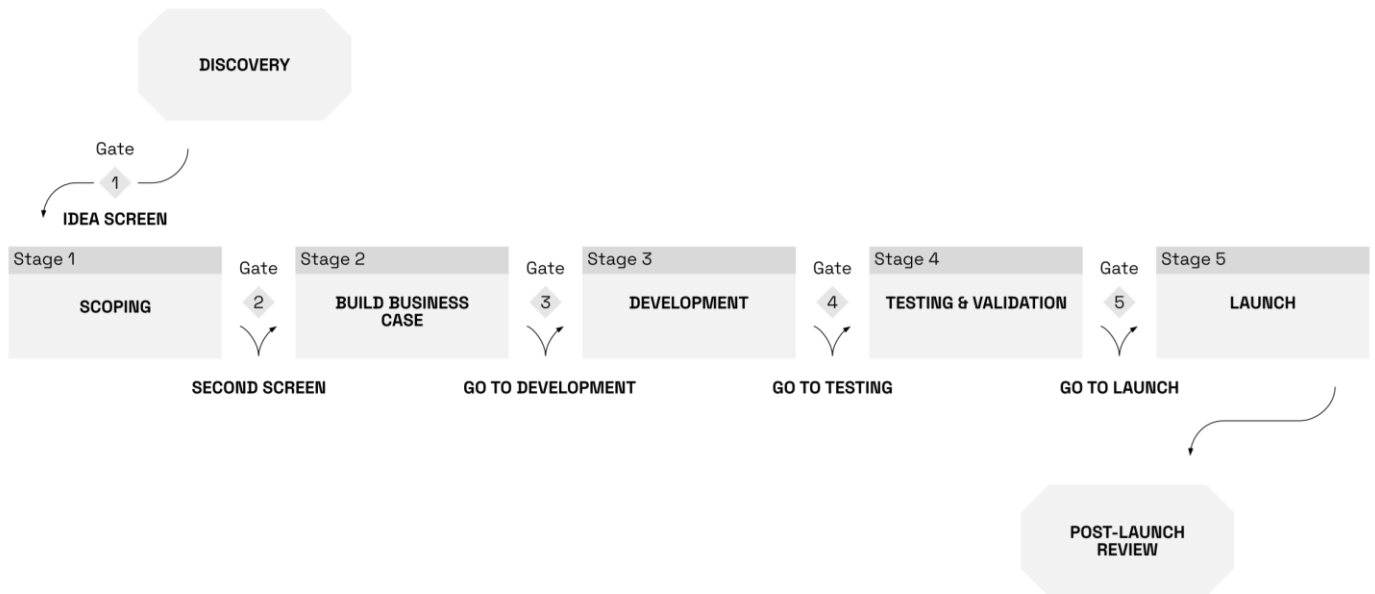 DISCOVERY
Gate
1
IDEA SCREEN
Stage 1
SCOPING
Gate
2
SECOND SCREEN
Stage 2
BUILD BUSINESS
CASE
Gate
3
GO TO DEVELOPMENT
Stage 3
DEVELOPMENT
Gate
4
GO TO TESTING
Stage 4
TESTING & VALIDATION
Gate
5
GO TO LAUNCH
Stage 5
LAUNCH
POST-LAUNCH
REVIEW